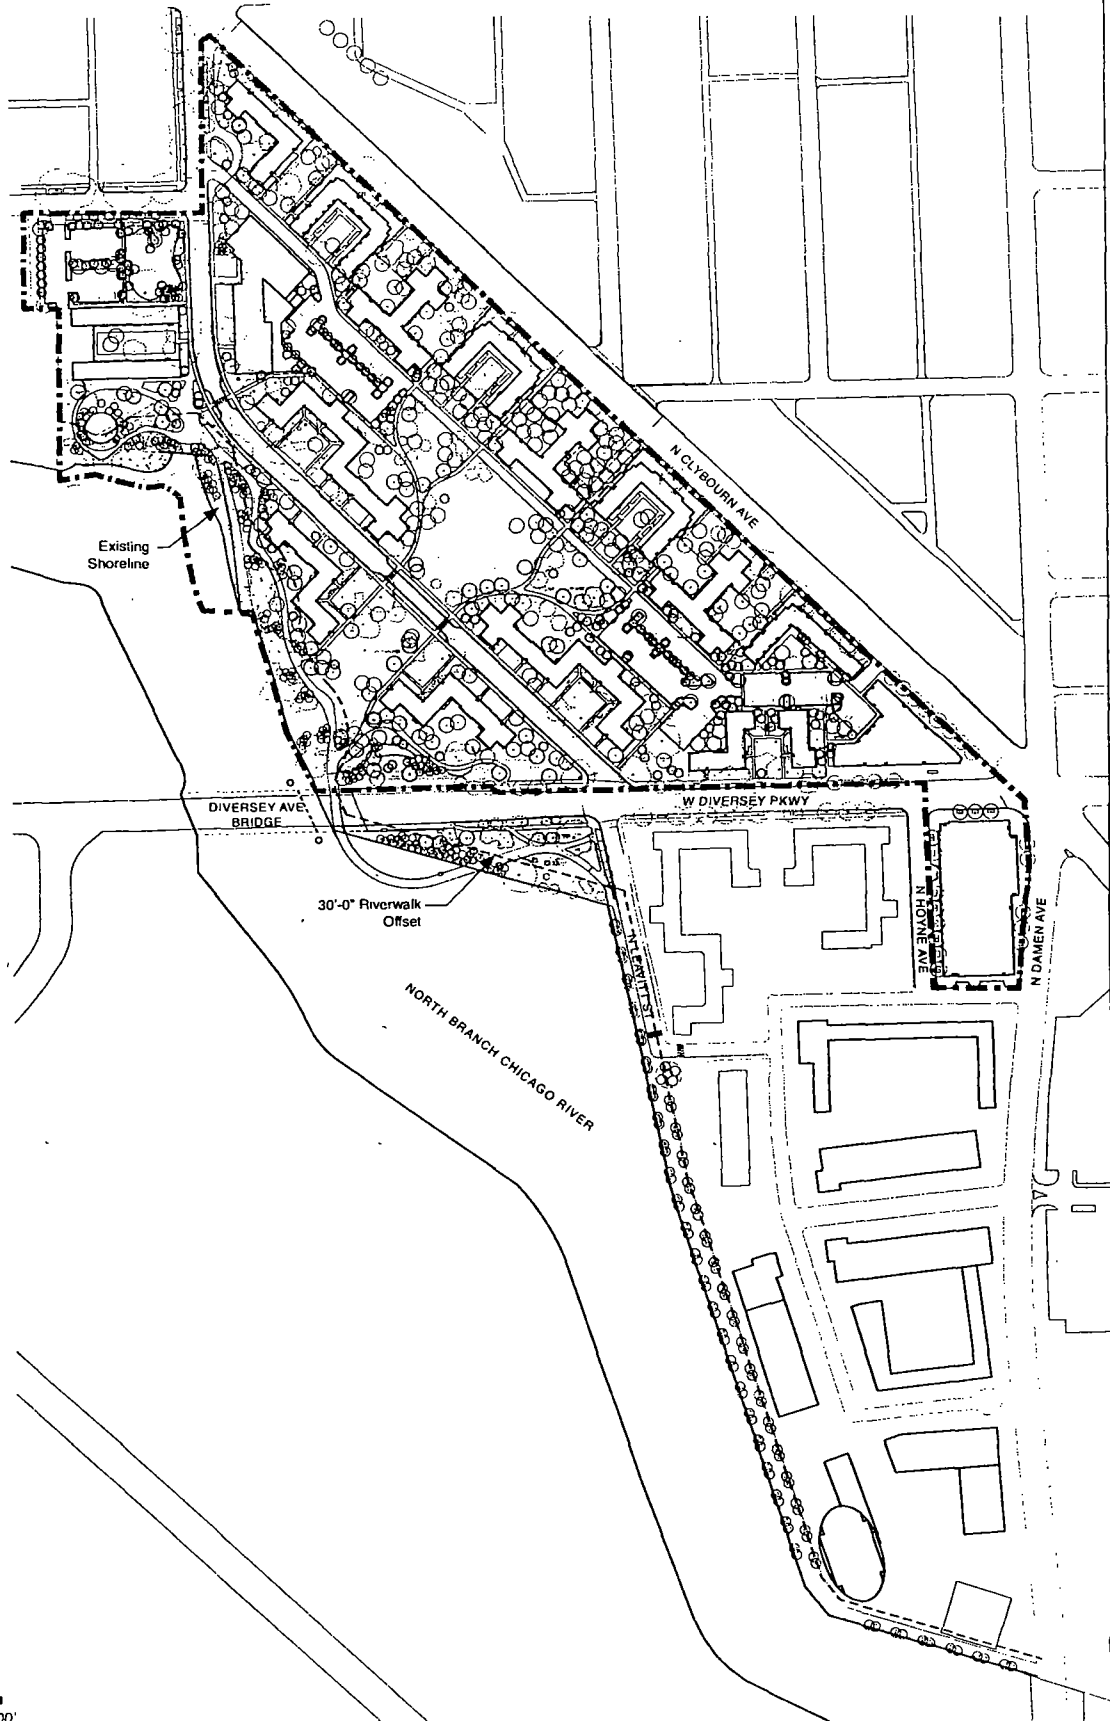 N CLYBOURN AVE
Existing
Shoreline
DIVERSEY AVE
BRIDGE
W DIVERSEY PKWY
30'-0" Riverwalk
Offset
N HOYNE AVE
N DAMEN AVE
N LEAVITT ST
NORTH BRANCH CHICAGO RIVER